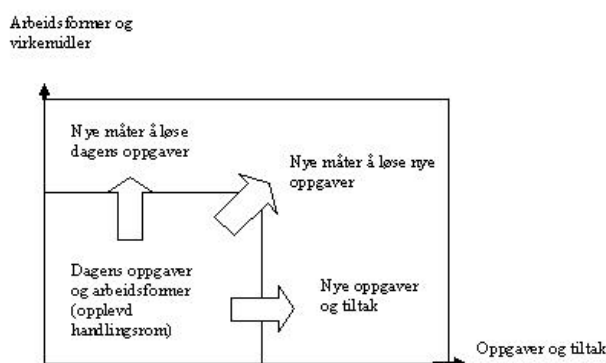 Arbeidsformer og
virkemidler
Nye måter å løse
dagens oppgaver
Nye måter å løse nye
oppgaver
Dagens oppgaver
og arbeidsformer
(opplevd
handlingsrom)
Nye oppgaver
og tiltak
Oppgaver og tiltak